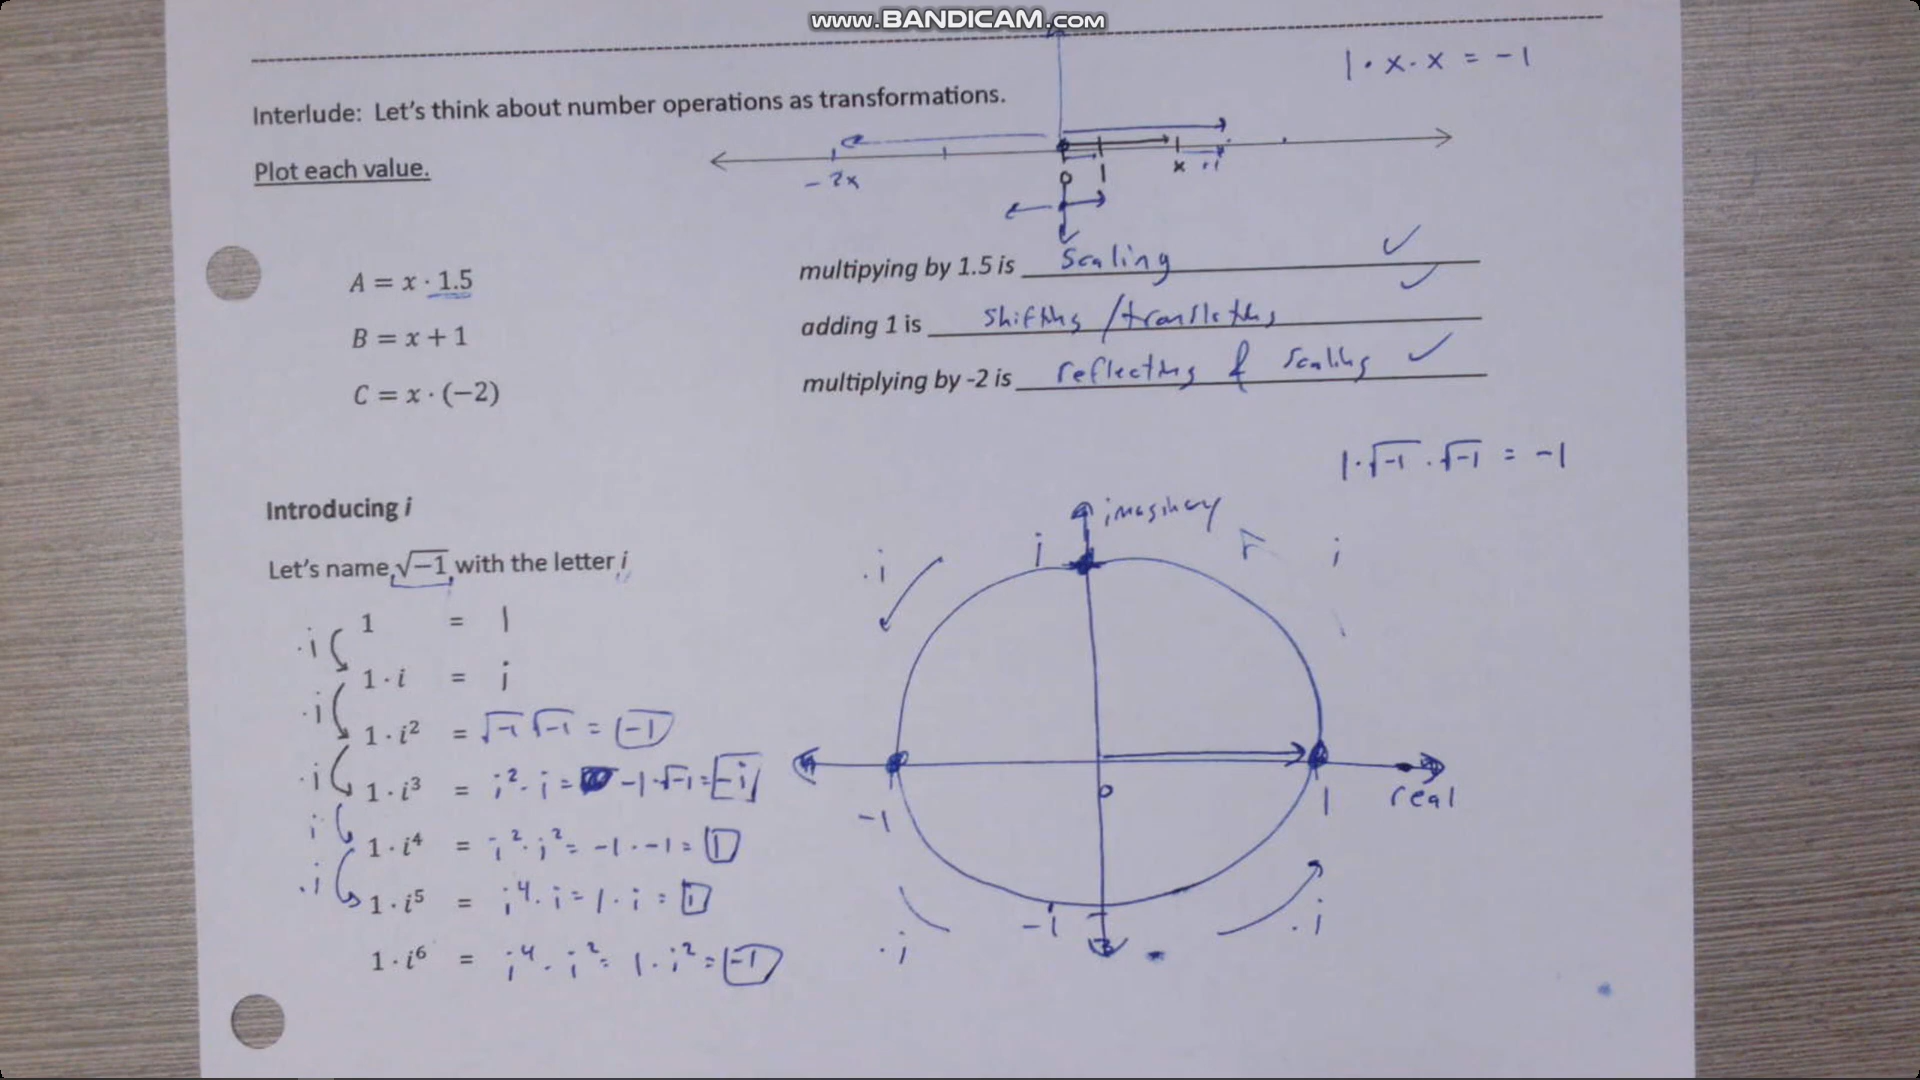 www.BANDICAM.com
1 · x · x = -1
Interlude: Let's think about number operations as transformations.
Plot each value.
-2x 0 1 x +1
A = x · 1.5
multipying by 1.5 is scaling ✓
B = x + 1
adding 1 is shifting / translating ✓
C = x · (−2)
multiplying by -2 is reflecting & scaling ✓
1 · √-1 · √-1 = -1
Introducing i
imaginary
Let's name √−1 with the letter i
i
· i
i
1 = 1
· i
1 · i = i
· i
1 · i² = √-1 √-1 = -1
· i
1 · i³ = i² · i = -1 · √-1 = -i
-1 0 1 real
i
1 · i⁴ = i² · i² = -1 · -1 = 1
· i
1 · i⁵ = i⁴ · i = 1 · i = i
-i
· i
· i
1 · i⁶ = i⁴ · i² = 1 · i² = -1